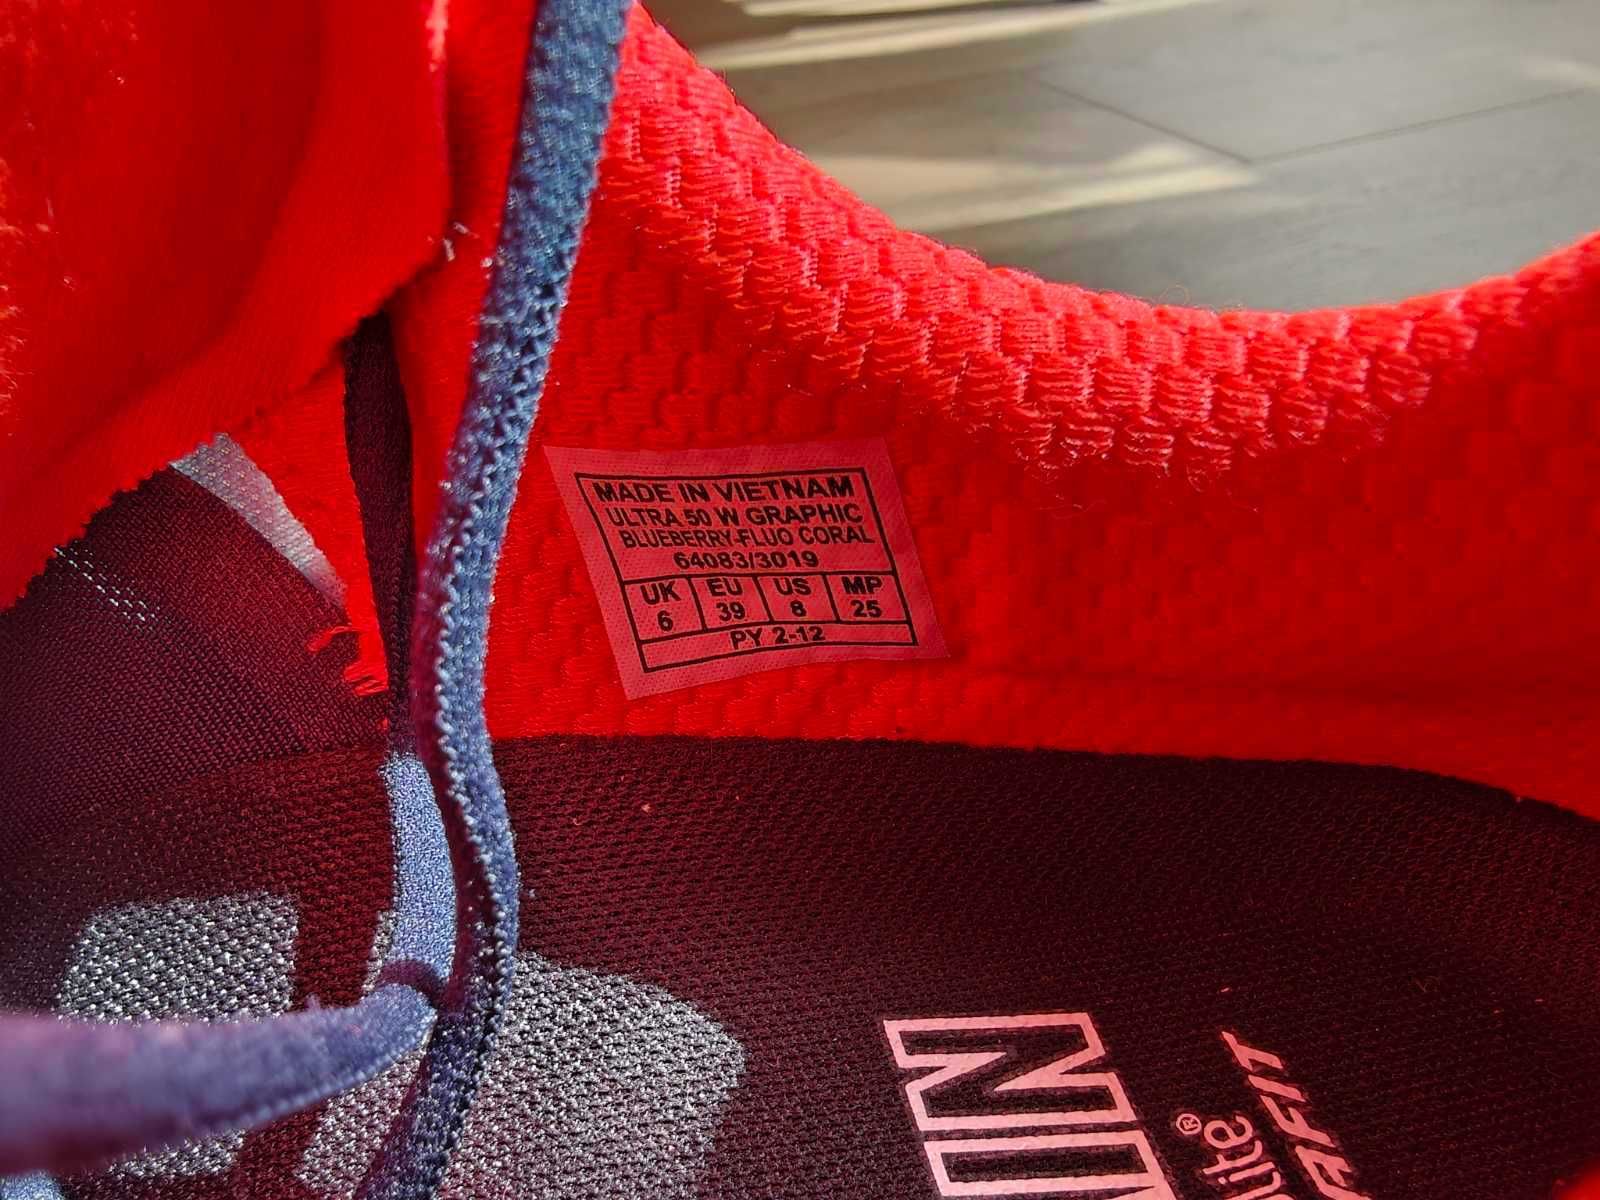 MADE IN VIETNAM
ULTRA 50 W GRAPHIC
BLUEBERRY-FLUO CORAL
64083/3019
UK EU US MP
6 39 8 25
PY 2-12